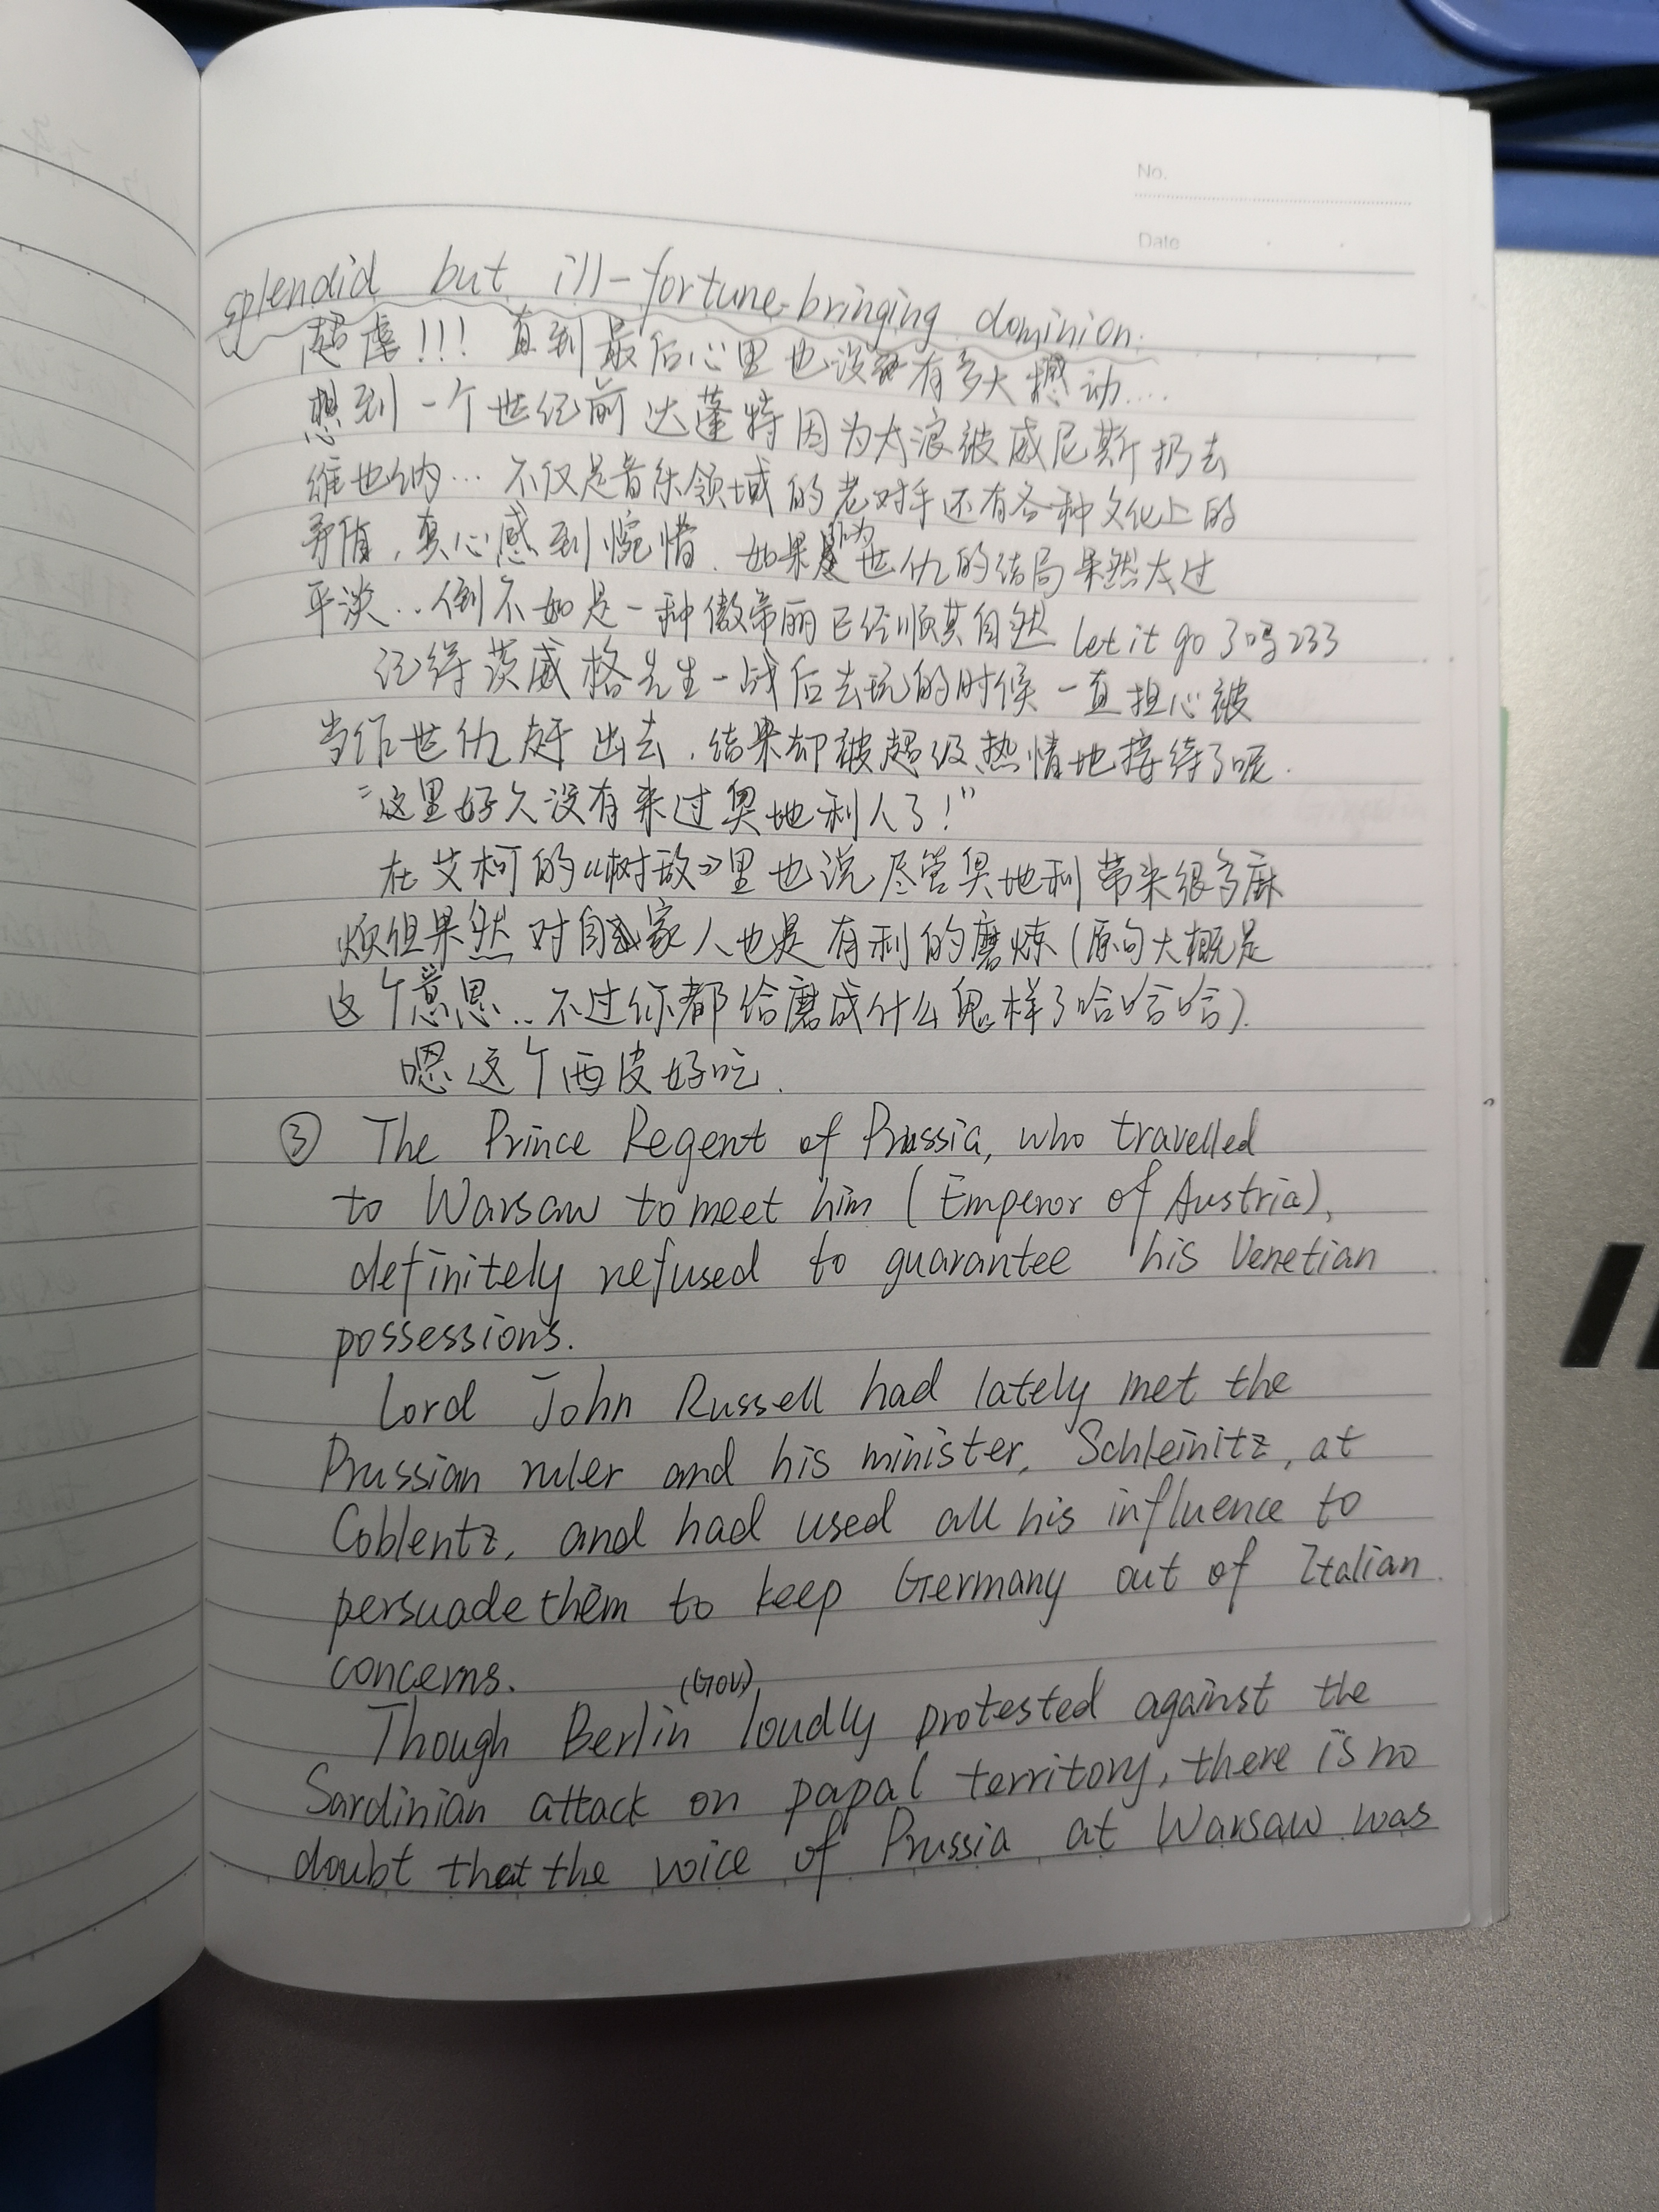 No.
Date
splendid but ill-fortune-bringing dominion.
超虐!!! 直到最后心里也没有多大撼动....
想到一个世纪前达蓬特因为太浪被威尼斯扔去
维也纳... 不仅是音乐领域的老对手还有各种文化上的
矛盾,真心感到惋惜. 如果作为世仇的结局果然太过
平淡...倒不如是一种傲帝丽已经顺其自然 let it go 了吗233
记得茨威格先生一战后去玩的时候一直担心被
当作世仇赶出去,结果却被超级热情地接待了呢.
"这里好久没有来过奥地利人了!"
在艾柯的《树敌》里也说尽管奥地利带来很多麻
烦但果然对自家人也是有利的磨炼(原句大概是
这个意思...不过你都给磨成什么鬼样了哈哈哈).
嗯这个西皮好吃.
③ The Prince Regent of Prussia, who travelled
to Warsaw to meet him (Emperor of Austria),
definitely refused to guarantee his Venetian
possessions.
Lord John Russell had lately met the
Prussian ruler and his minister, Schleinitz, at
Coblentz, and had used all his influence to
persuade them to keep Germany out of Italian
concerns.
Though Berlin (Gov) loudly protested against the
Sardinian attack on papal territory, there is no
doubt that the voice of Prussia at Warsaw was